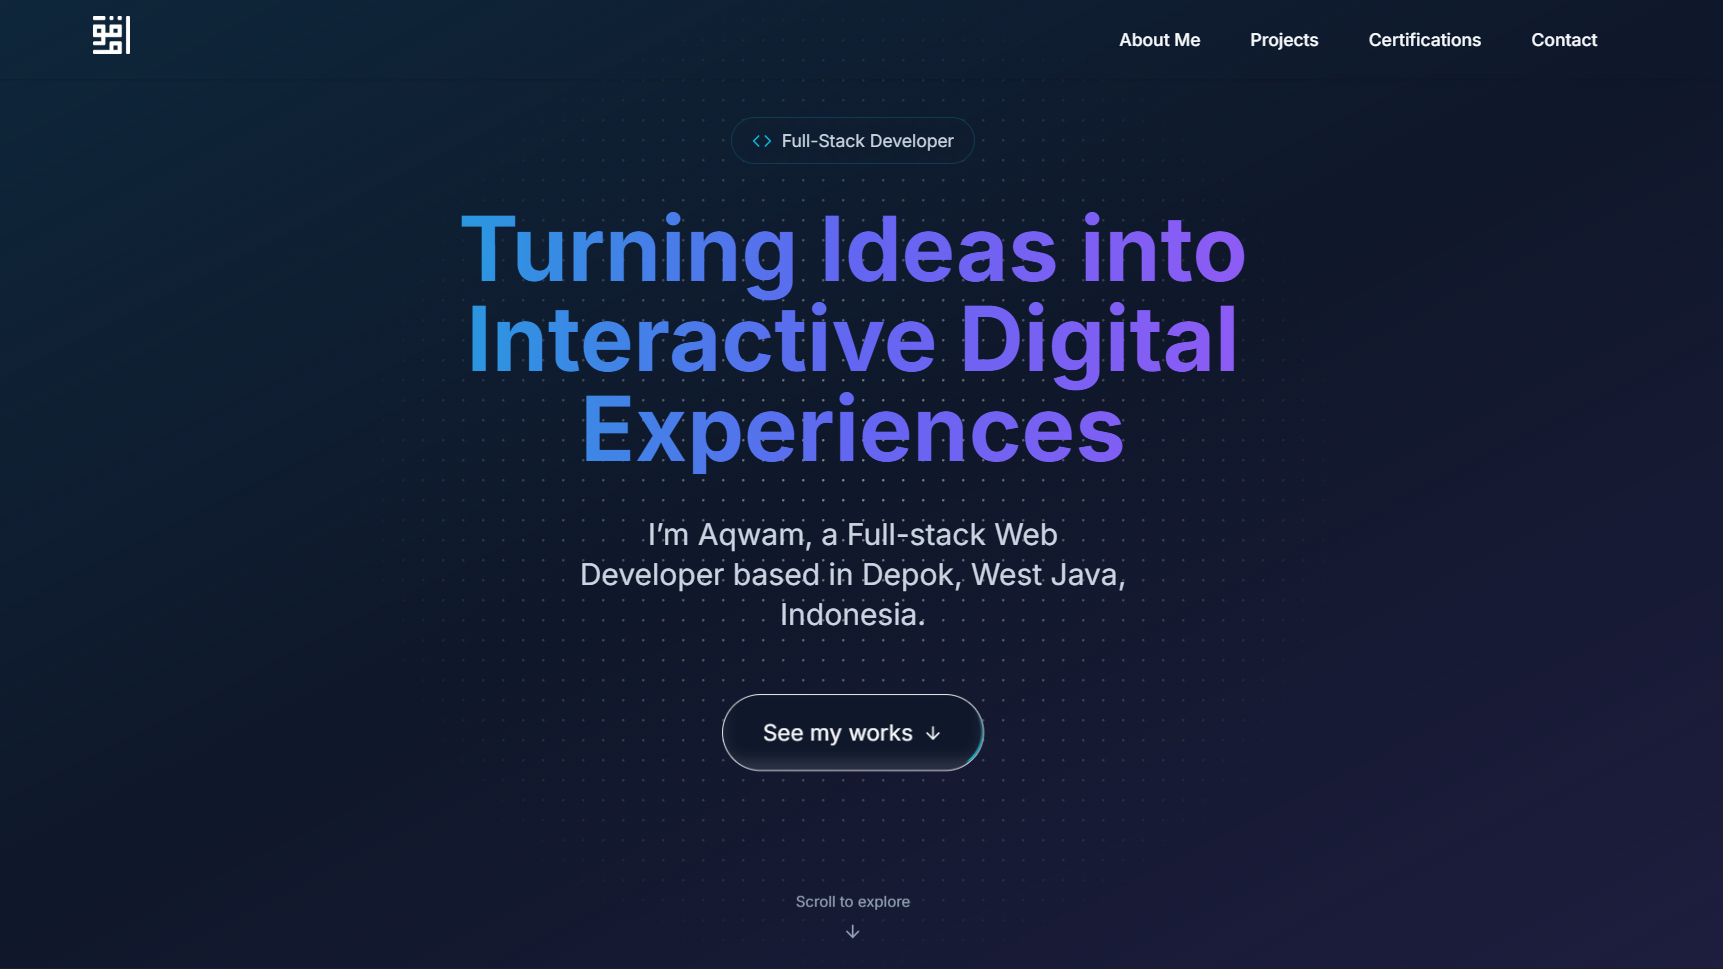 About Me
Projects
Certifications
Contact
Full-Stack Developer
Turning Ideas into
Interactive Digital
Experiences
I’m Aqwam, a Full-stack Web
Developer based in Depok, West Java,
Indonesia.
See my works
Scroll to explore